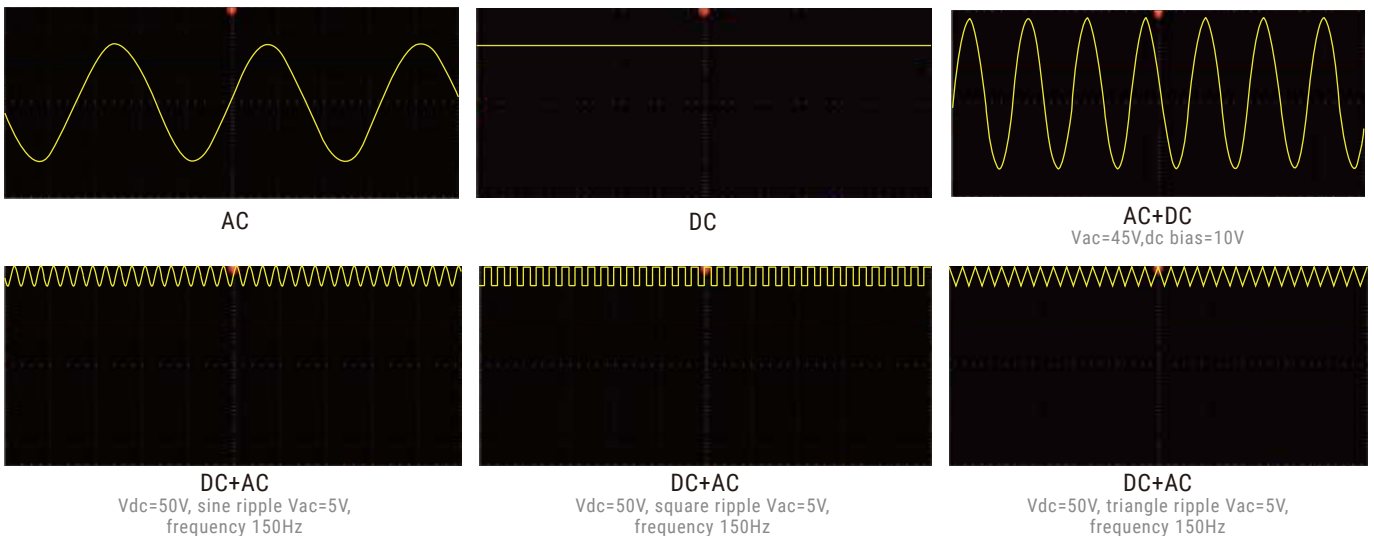 AC
DC
AC+DC
Vac=45V,dc bias=10V
DC+AC
Vdc=50V, sine ripple Vac=5V,
frequency 150Hz
DC+AC
Vdc=50V, square ripple Vac=5V,
frequency 150Hz
DC+AC
Vdc=50V, triangle ripple Vac=5V,
frequency 150Hz